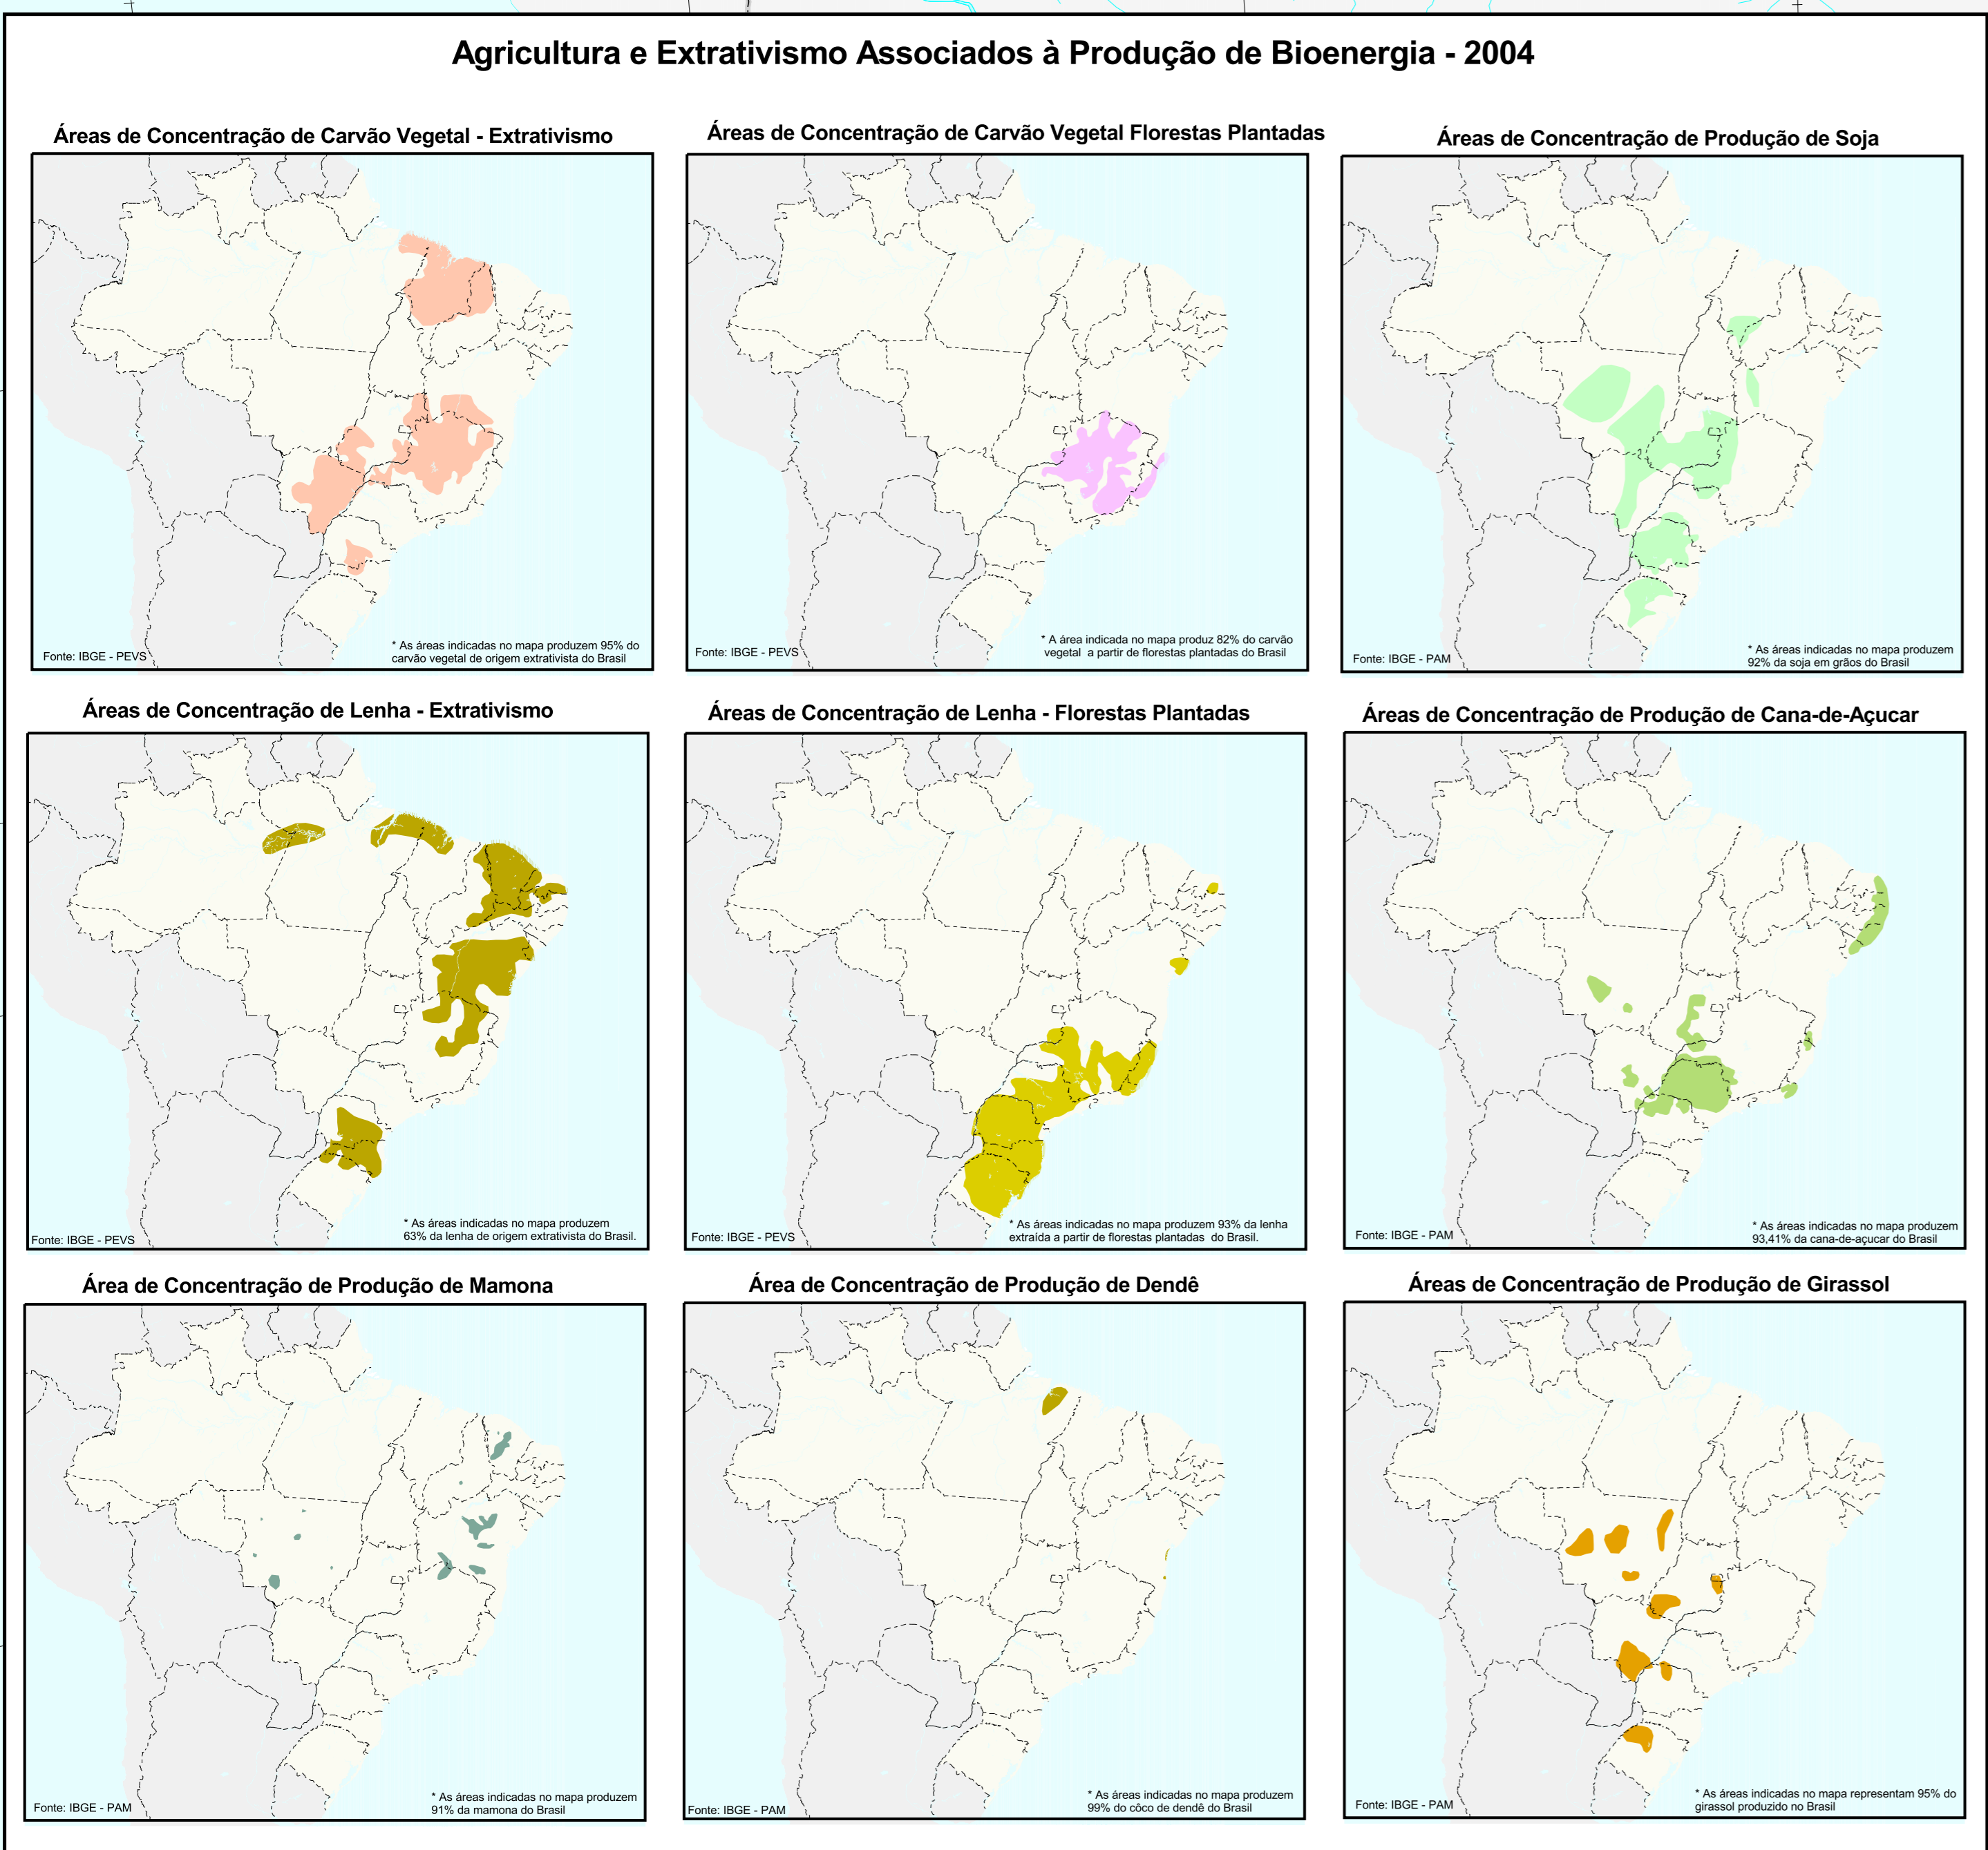 Agricultura e Extrativismo Associados à Produção de Bioenergia - 2004
Áreas de Concentração de Carvão Vegetal - Extrativismo
Fonte: IBGE - PEVS
* As áreas indicadas no mapa produzem 95% do
carvão vegetal de origem extrativista do Brasil
Áreas de Concentração de Carvão Vegetal Florestas Plantadas
Fonte: IBGE - PEVS
* A área indicada no mapa produz 82% do carvão
vegetal a partir de florestas plantadas do Brasil
Áreas de Concentração de Produção de Soja
Fonte: IBGE - PAM
* As áreas indicadas no mapa produzem
92% da soja em grãos do Brasil
Áreas de Concentração de Lenha - Extrativismo
Fonte: IBGE - PEVS
* As áreas indicadas no mapa produzem
63% da lenha de origem extrativista do Brasil.
Áreas de Concentração de Lenha - Florestas Plantadas
Fonte: IBGE - PEVS
* As áreas indicadas no mapa produzem 93% da lenha
extraída a partir de florestas plantadas do Brasil.
Áreas de Concentração de Produção de Cana-de-Açucar
Fonte: IBGE - PAM
* As áreas indicadas no mapa produzem
93,41% da cana-de-açucar do Brasil
Área de Concentração de Produção de Mamona
Fonte: IBGE - PAM
* As áreas indicadas no mapa produzem
91% da mamona do Brasil
Área de Concentração de Produção de Dendê
Fonte: IBGE - PAM
* As áreas indicadas no mapa produzem
99% do côco de dendê do Brasil
Áreas de Concentração de Produção de Girassol
Fonte: IBGE - PAM
* As áreas indicadas no mapa representam 95% do
girassol produzido no Brasil